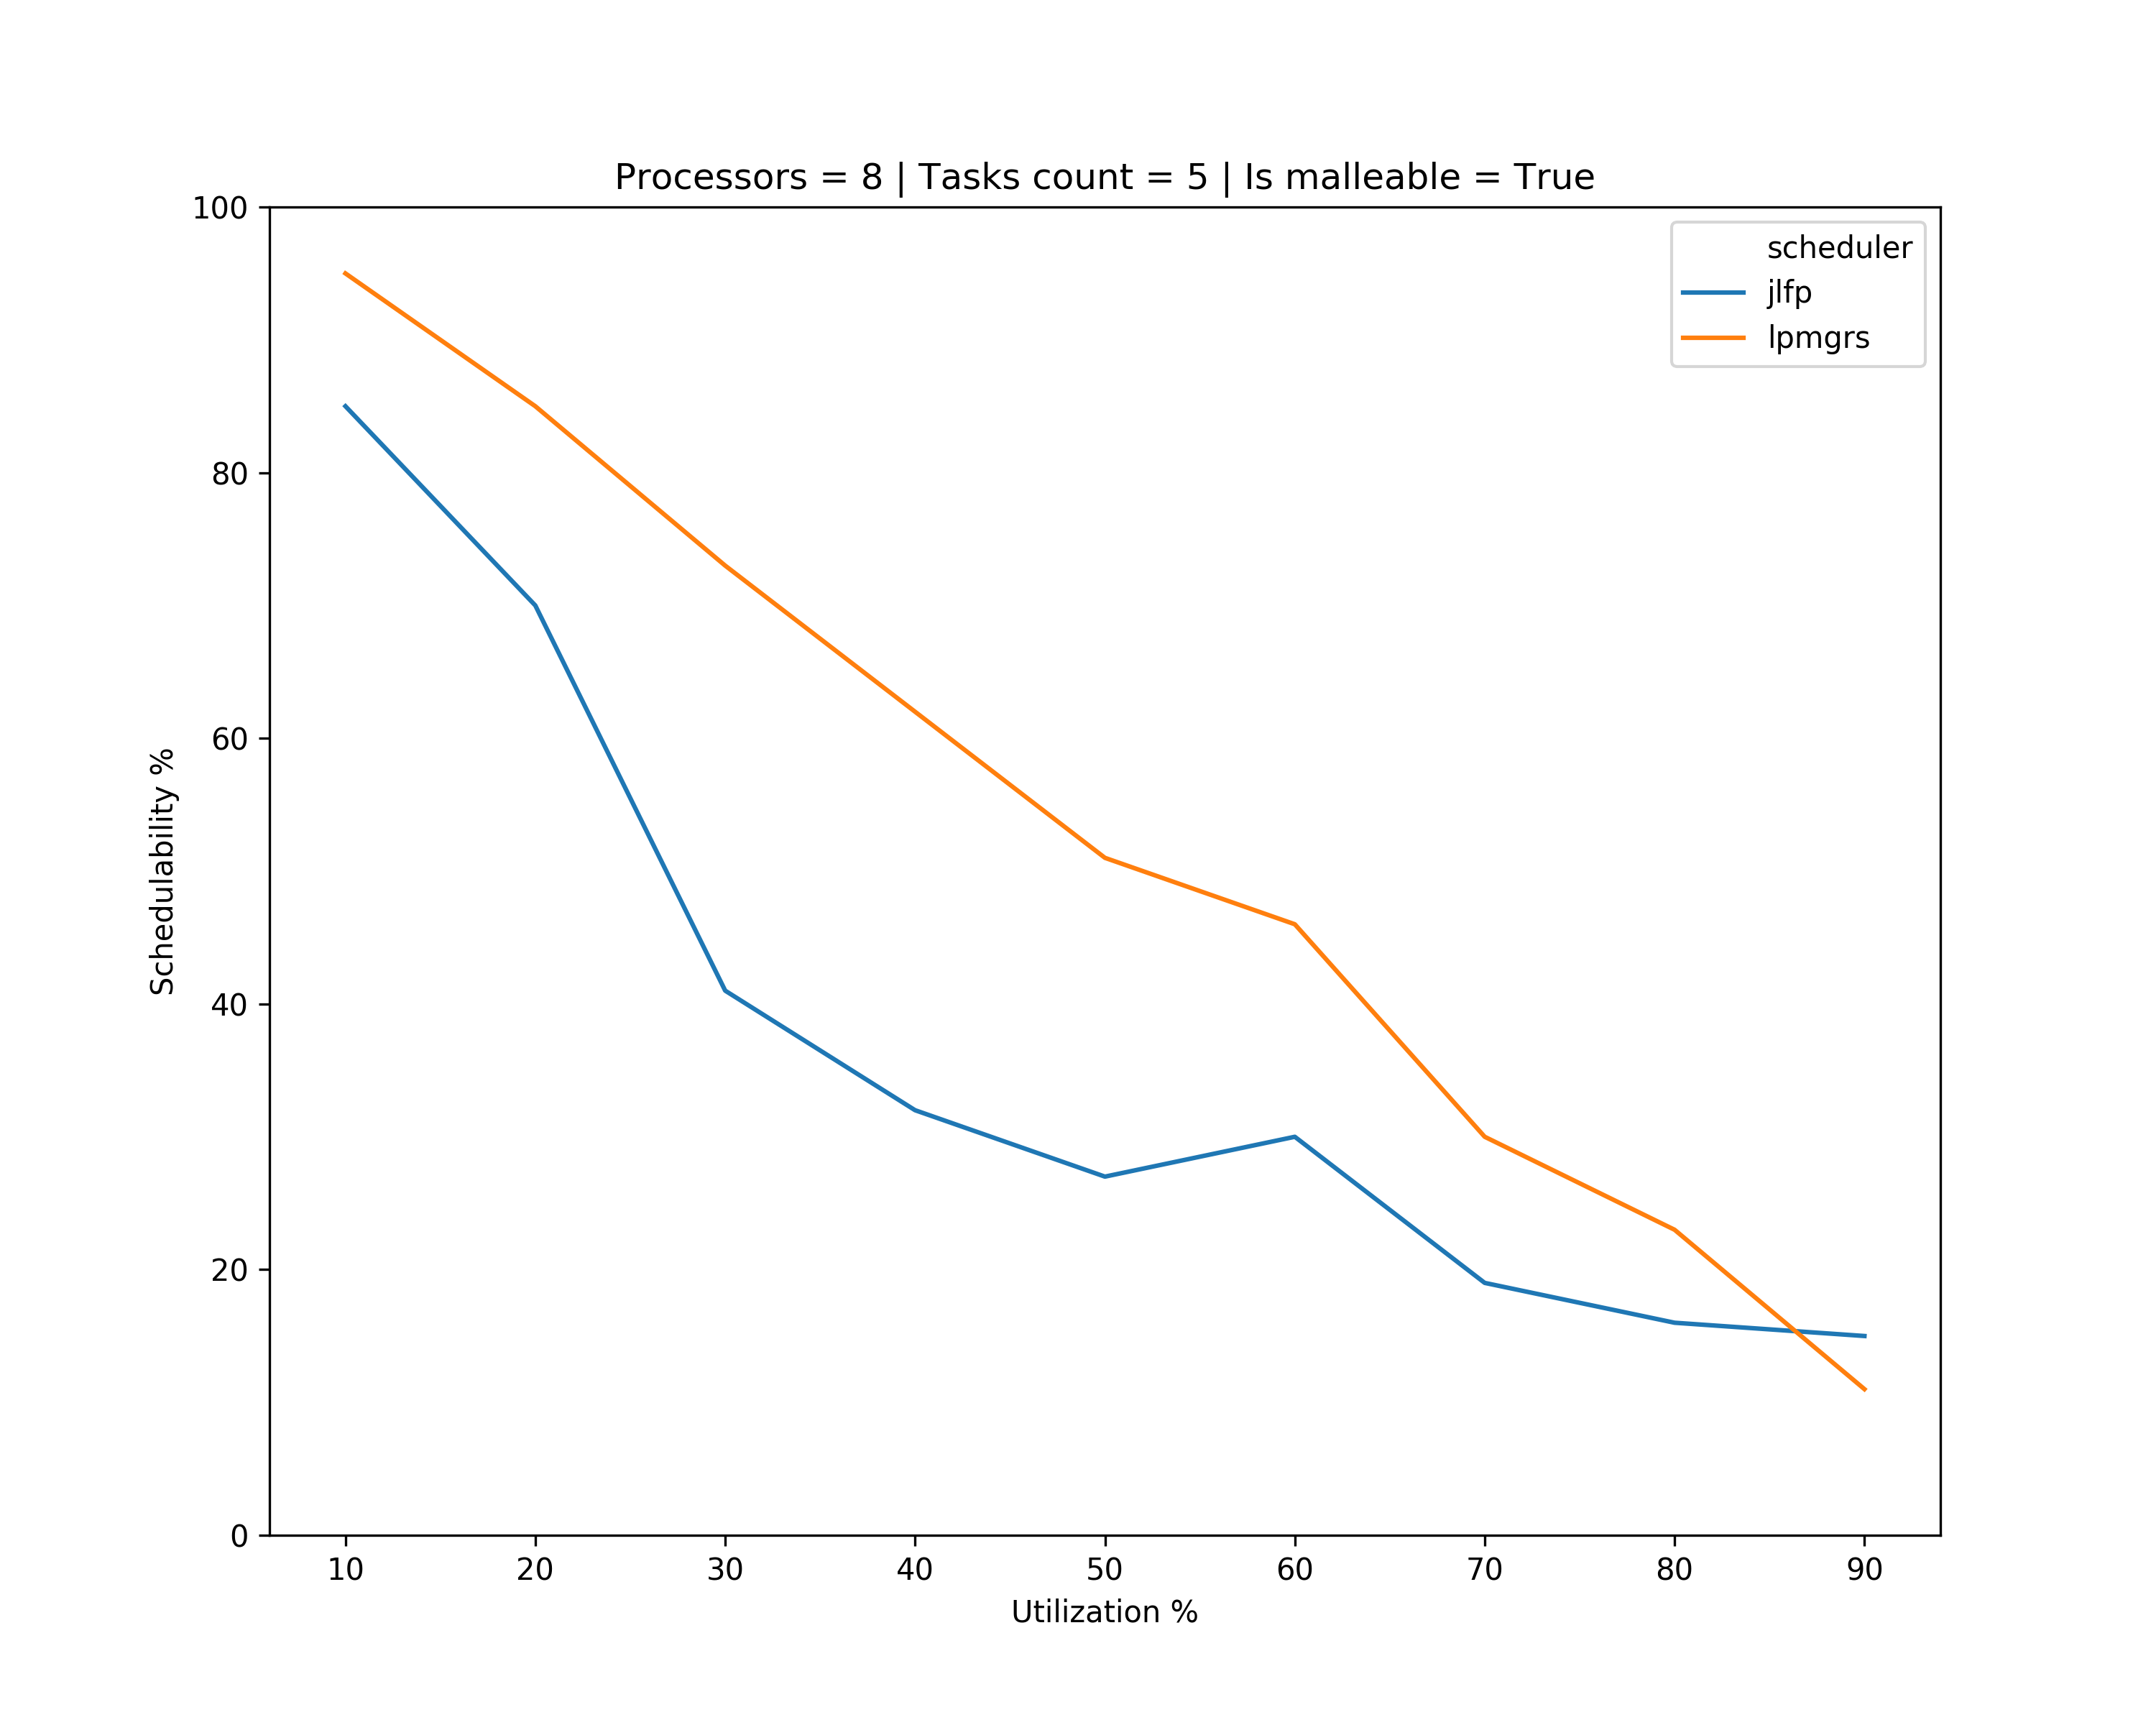 Processors = 8 | Tasks count = 5 | Is malleable = True
scheduler
jlfp
lpmgrs
Schedulability %
100
80
60
40
20
0
10 20 30 40 50 60 70 80 90
Utilization %